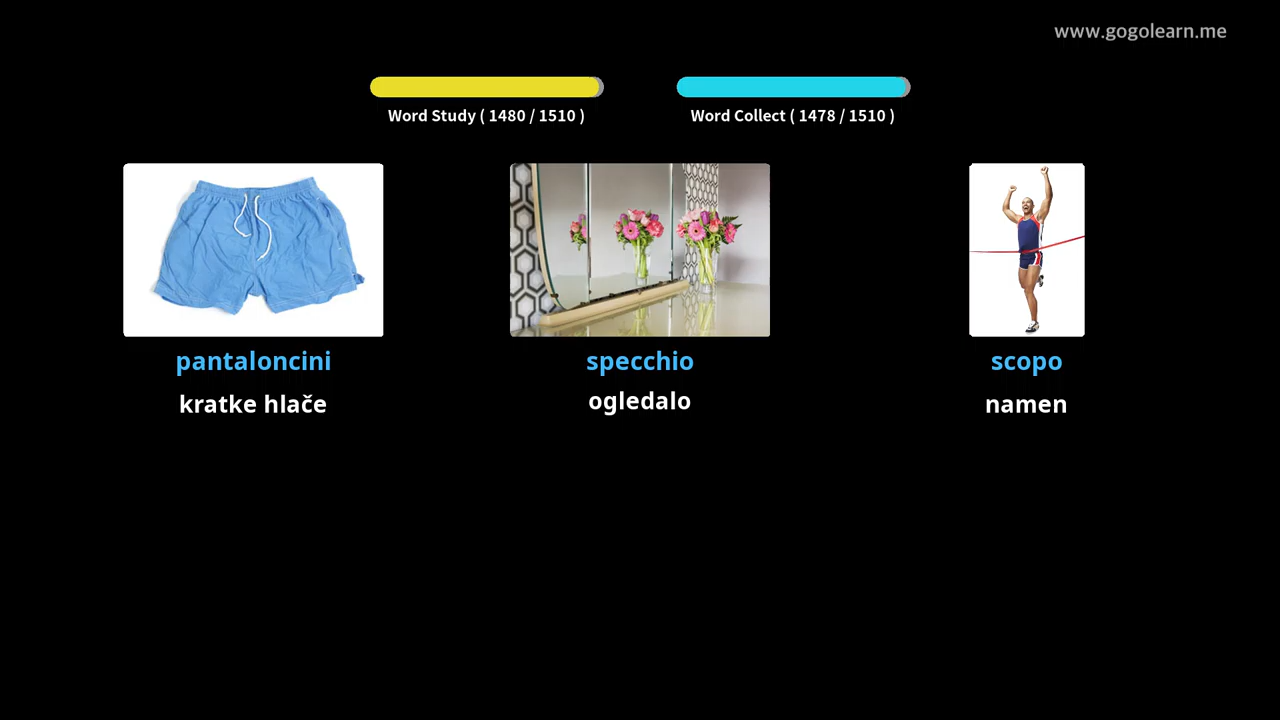 www.gogolearn.me
Word Study ( 1480 / 1510 )
Word Collect ( 1478 / 1510 )
pantaloncini
kratke hlače
specchio
ogledalo
scopo
namen